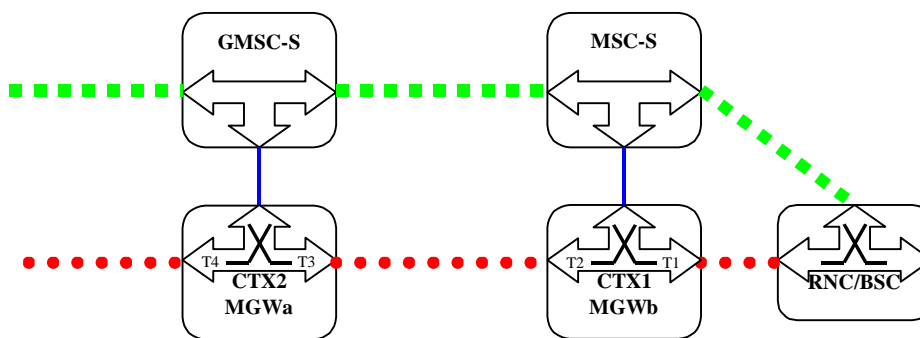 GMSC-S
MSC-S
T4 T3
CTX2
MGWa
T2 T1
CTX1
MGWb
RNC/BSC